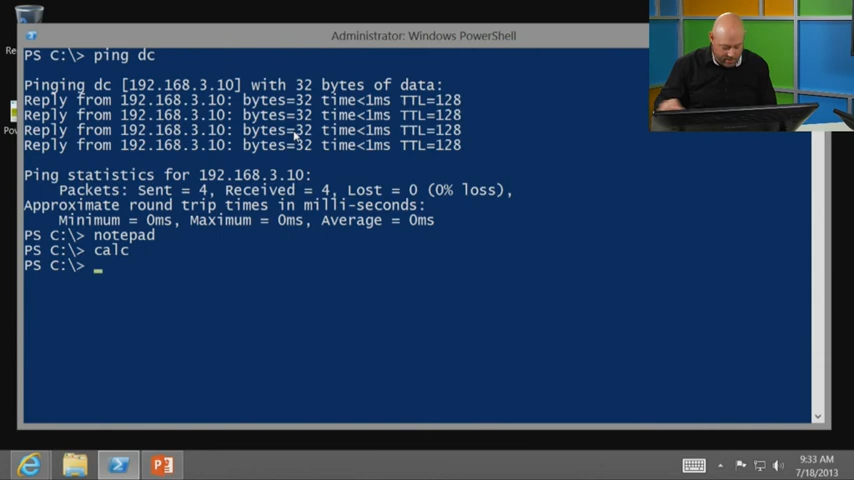 Administrator: Windows PowerShell
Re
PS C:\> ping dc
Pinging dc [192.168.3.10] with 32 bytes of data:
Reply from 192.168.3.10: bytes=32 time<1ms TTL=128
Reply from 192.168.3.10: bytes=32 time<1ms TTL=128
Reply from 192.168.3.10: bytes=32 time<1ms TTL=128
Reply from 192.168.3.10: bytes=32 time<1ms TTL=128
Ping statistics for 192.168.3.10:
Packets: Sent = 4, Received = 4, Lost = 0 (0% loss),
Approximate round trip times in milli-seconds:
Minimum = 0ms, Maximum = 0ms, Average = 0ms
PS C:\> notepad
PS C:\> calc
PS C:\>
9:33 AM
7/18/2013